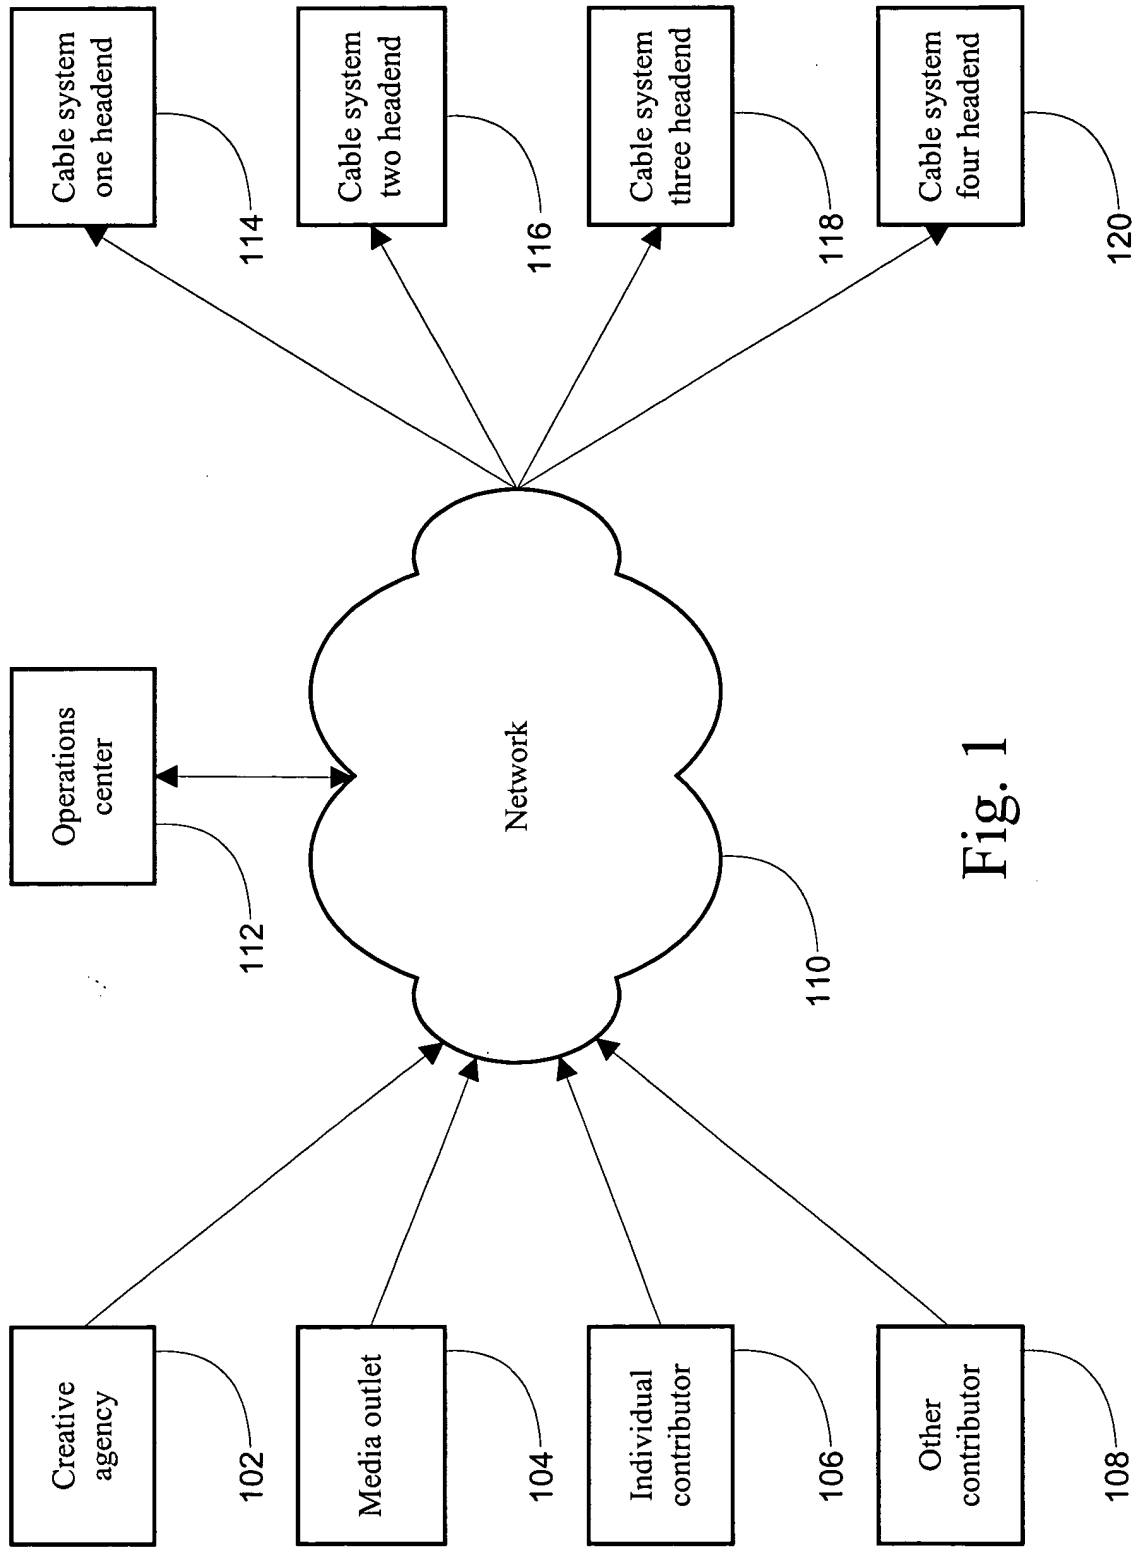 Creative
agency
102
Media outlet
104
Individual
contributor
106
Other
contributor
108
Operations
center
112
Network
110
Cable system
one headend
114
Cable system
two headend
116
Cable system
three headend
118
Cable system
four headend
120
Fig. 1